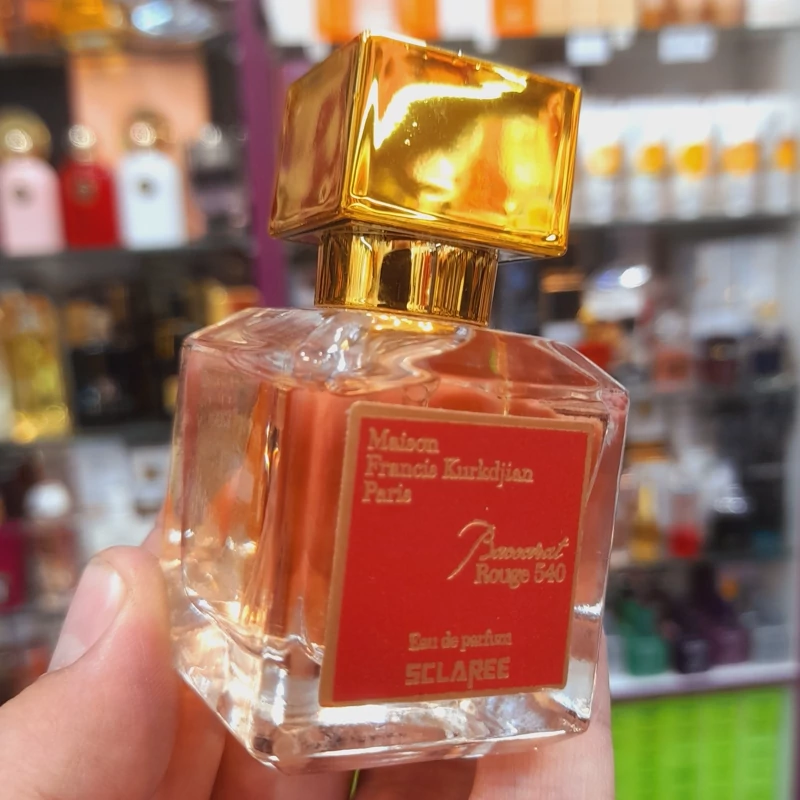 Maison
Francis Kurkdjian
Paris
Baccarat
Rouge 540
Eau de parfum
SCLAREE